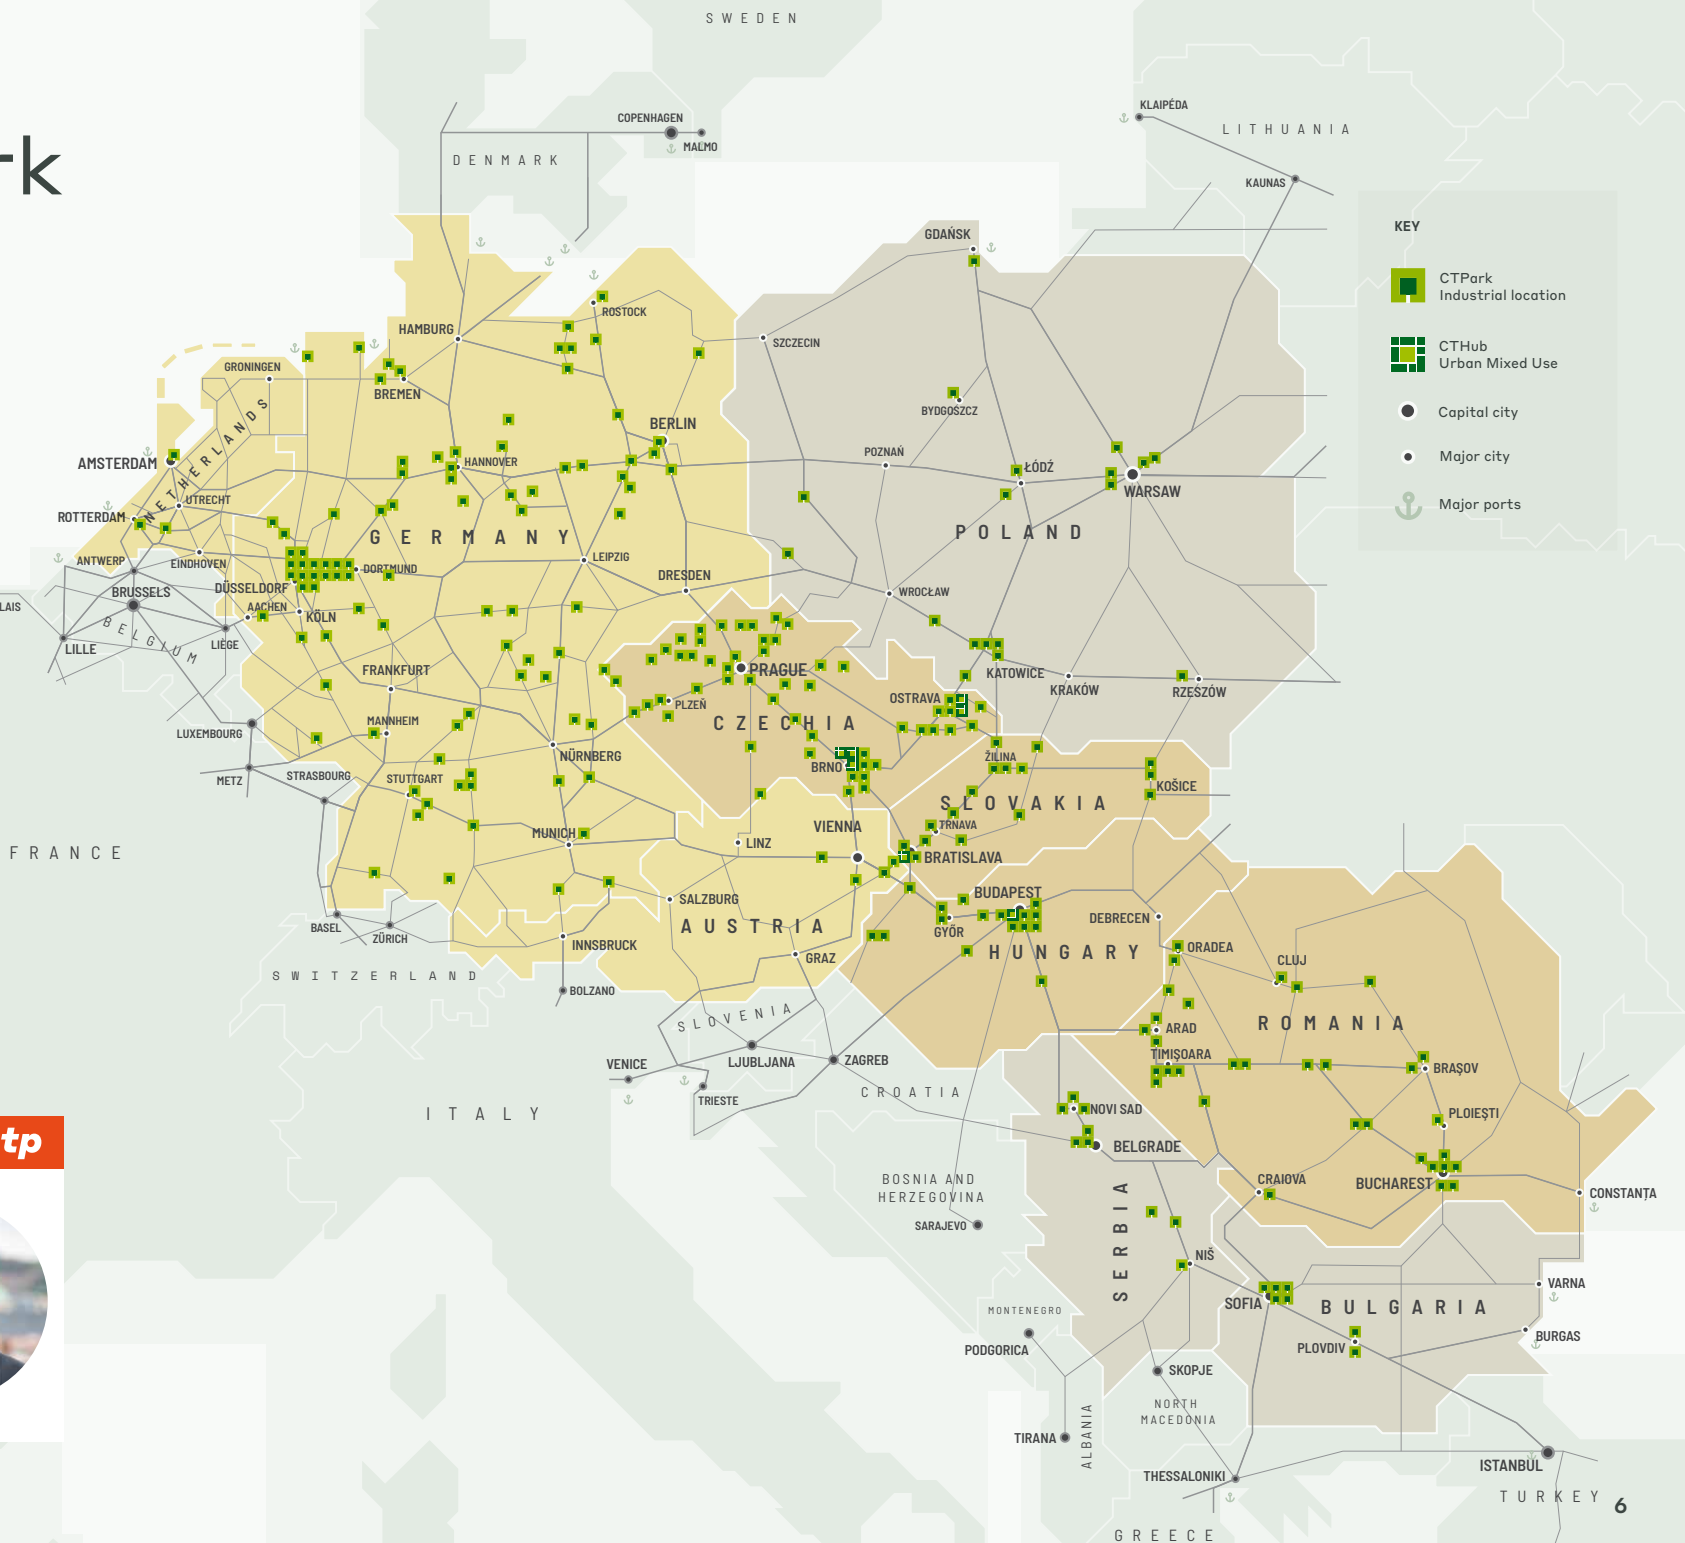 rk
SWEDEN
KLAIPĖDA
LITHUANIA
COPENHAGEN
MALMO
DENMARK
KAUNAS
KEY
CTPark
Industrial location
CTHub
Urban Mixed Use
Capital city
Major city
Major ports
GDAŃSK
ROSTOCK
HAMBURG
SZCZECIN
GRONINGEN
BREMEN
BERLIN
BYDGOSZCZ
NETHERLANDS
AMSTERDAM
HANNOVER
POZNAŃ
ŁÓDŹ
WARSAW
UTRECHT
ROTTERDAM
GERMANY
POLAND
ANTWERP
EINDHOVEN
LEIPZIG
DORTMUND
DRESDEN
BRUSSELS
DÜSSELDORF
WROCŁAW
LAIS
AACHEN
KÖLN
BELGIUM
LIÈGE
LILLE
FRANKFURT
PRAGUE
KATOWICE
KRAKÓW
RZESZÓW
OSTRAVA
PLZEŇ
CZECHIA
MANNHEIM
LUXEMBOURG
NÜRNBERG
ŽILINA
BRNO
METZ
STRASBOURG
STUTTGART
KOŠICE
SLOVAKIA
TRNAVA
VIENNA
MUNICH
LINZ
BRATISLAVA
FRANCE
SALZBURG
BUDAPEST
DEBRECEN
BASEL
ZÜRICH
AUSTRIA
GYÖR
INNSBRUCK
GRAZ
HUNGARY
ORADEA
CLUJ
SWITZERLAND
BOLZANO
SLOVENIA
ROMANIA
ARAD
TIMIŞOARA
VENICE
LJUBLJANA
ZAGREB
BRAŞOV
CROATIA
TRIESTE
NOVI SAD
PLOIEŞTI
ITALY
BELGRADE
tp
BOSNIA AND
HERZEGOVINA
CRAIOVA
BUCHAREST
CONSTANȚA
SERBIA
SARAJEVO
NIŠ
VARNA
SOFIA
BULGARIA
MONTENEGRO
PODGORICA
PLOVDIV
BURGAS
SKOPJE
NORTH
MACEDONIA
TIRANA
ALBANIA
THESSALONIKI
ISTANBUL
TURKEY
6
GREECE